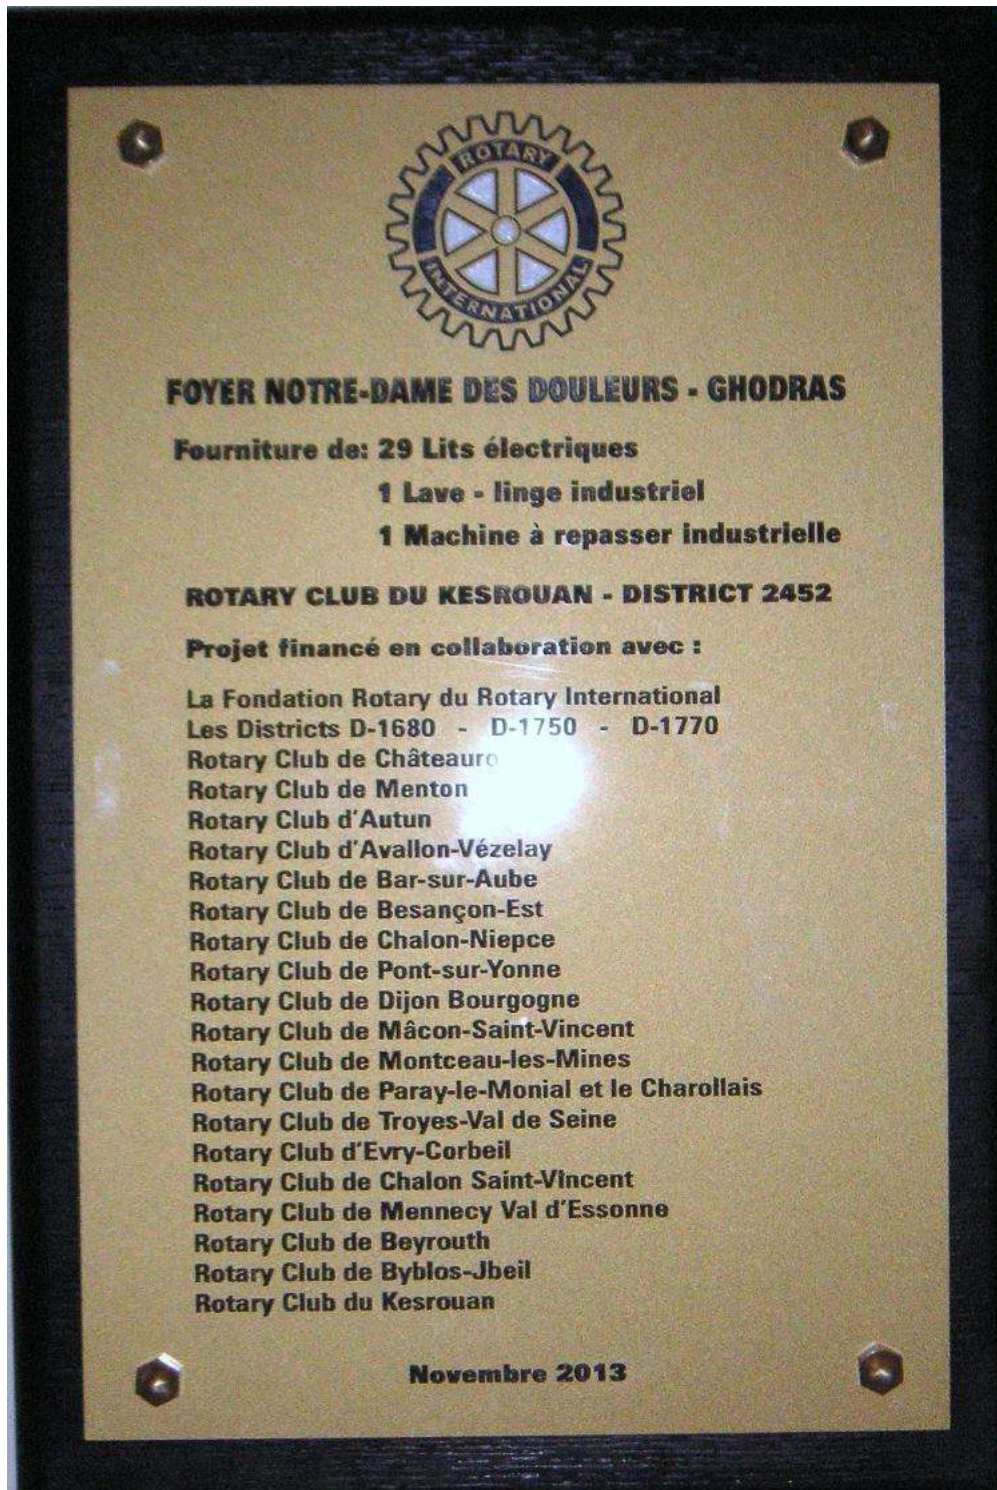 ROTARY
INTERNATIONAL
FOYER NOTRE-DAME DES DOULEURS - GHODRAS
Fourniture de: 29 Lits électriques
1 Lave - linge industriel
1 Machine à repasser industrielle
ROTARY CLUB DU KESROUAN - DISTRICT 2452
Projet financé en collaboration avec :
La Fondation Rotary du Rotary International
Les Districts D-1680 - D-1750 - D-1770
Rotary Club de
Rotary Club de Menton
Rotary Club d'Autun
Rotary Club d'Avallon-Vézelay
Rotary Club de Bar-sur-Aube
Rotary Club de Besançon-Est
Rotary Club de Chalon-Niepce
Rotary Club de Pont-sur-Yonne
Rotary Club de Dijon Bourgogne
Rotary Club de Mâcon-Saint-Vincent
Rotary Club de Montceau-les-Mines
Rotary Club de Paray-le-Monial et le Charollais
Rotary Club de Troyes-Val de Seine
Rotary Club d'Evry-Corbeil
Rotary Club de Chalon Saint-Vincent
Rotary Club de Mennecy Val d'Essonne
Rotary Club de Beyrouth
Rotary Club de Byblos-Jbeil
Rotary Club du Kesrouan
Novembre 2013